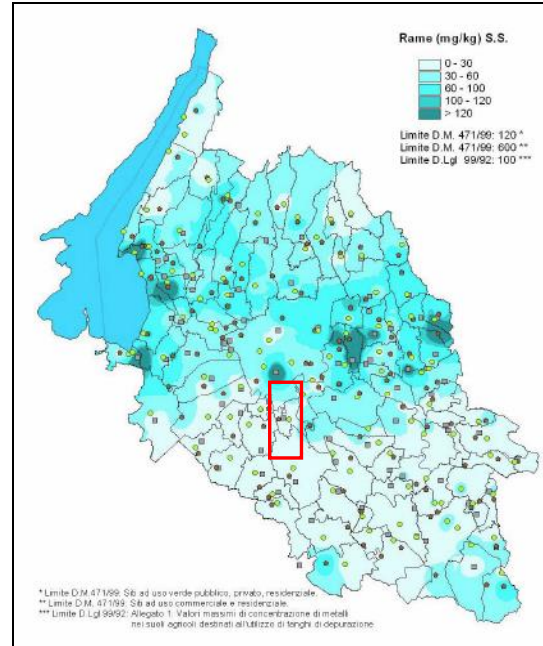 Rame (mg/kg) S.S.
0 - 30
30 - 60
60 - 100
100 - 120
> 120
Limite D.M. 471/99: 120 *
Limite D.M. 471/99: 600 **
Limite D.Lgl 99/92: 100 ***
* Limite D.M.471/99: Siti ad uso verde pubblico, privato, residenziale.
** Limite D.M. 471/99: Siti ad uso commerciale e residenziale.
*** Limite D.Lgl 99/92: Allegato 1. Valori massimi di concentrazione di metalli
nei suoli agricoli destinati all'utilizzo di fanghi di depurazione